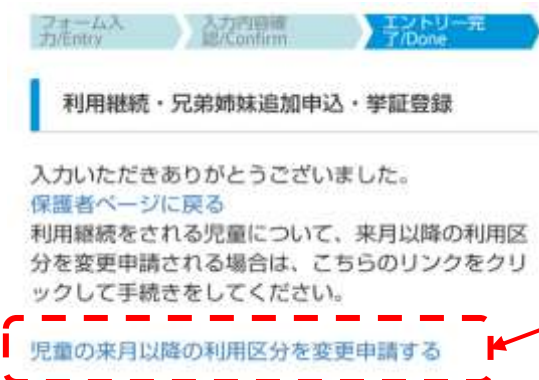 フォーム入
力/Entry
入力内容確
認/Confirm
エントリー完
了/Done
利用継続・兄弟姉妹追加申込・挙証登録
入力いただきありがとうございました。
保護者ページに戻る
利用継続をされる児童について、来月以降の利用区
分を変更申請される場合は、こちらのリンクをクリ
ックして手続きをしてください。
児童の来月以降の利用区分を変更申請する